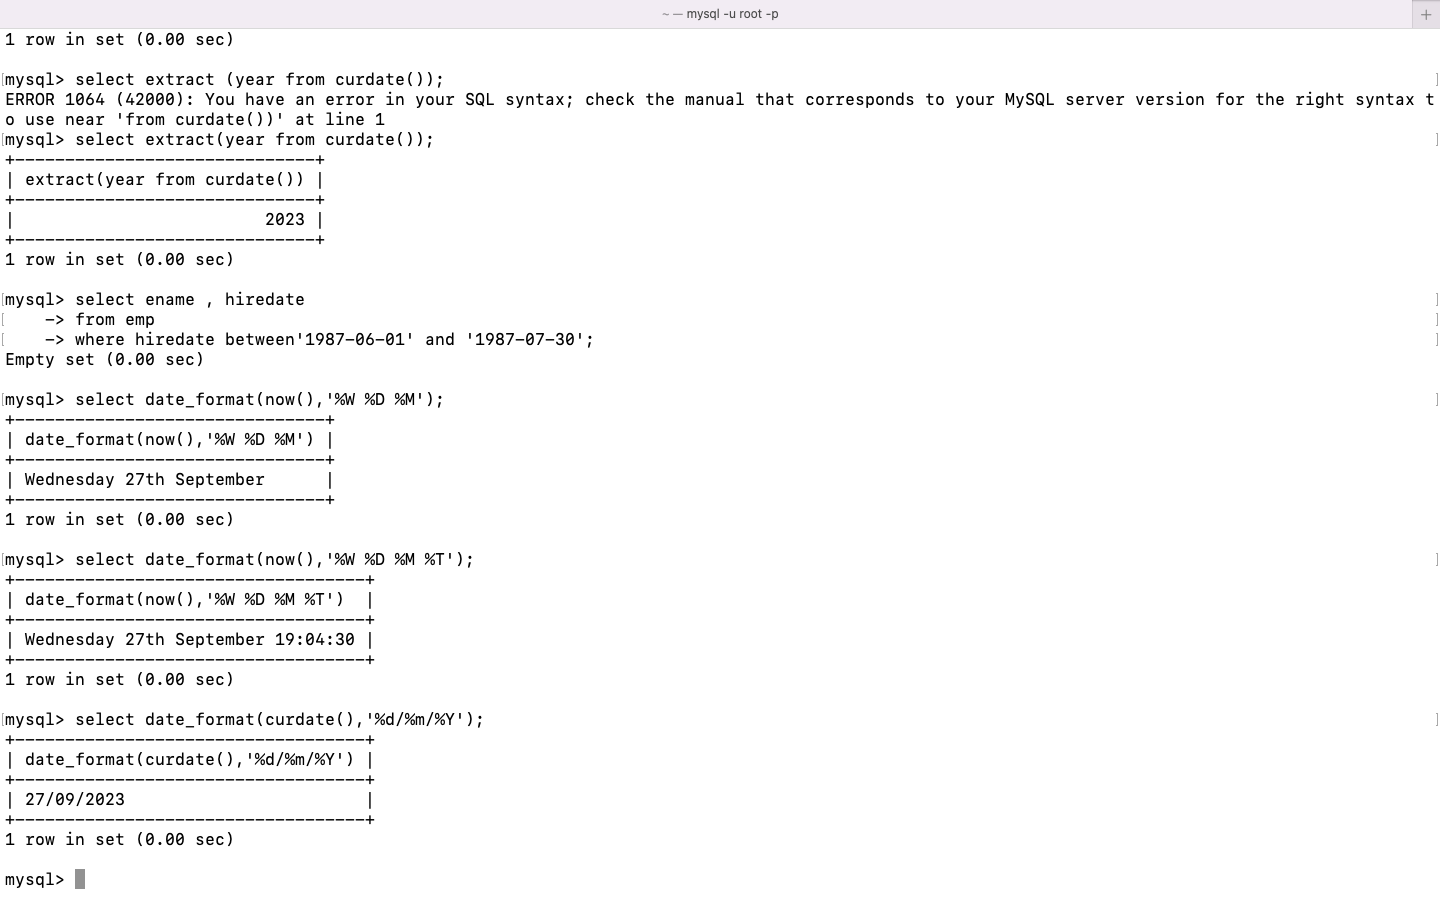 ~ — mysql -u root -p
+
1 row in set (0.00 sec)
[mysql> select extract (year from curdate()); ]
ERROR 1064 (42000): You have an error in your SQL syntax; check the manual that corresponds to your MySQL server version for the right syntax t
o use near 'from curdate())' at line 1
[mysql> select extract(year from curdate()); ]
+------------------------------+
| extract(year from curdate()) |
+------------------------------+
|                         2023 |
+------------------------------+
1 row in set (0.00 sec)
[mysql> select ename , hiredate ]
[    -> from emp ]
[    -> where hiredate between'1987-06-01' and '1987-07-30'; ]
Empty set (0.00 sec)
[mysql> select date_format(now(),'%W %D %M'); ]
+-------------------------------+
| date_format(now(),'%W %D %M') |
+-------------------------------+
| Wednesday 27th September      |
+-------------------------------+
1 row in set (0.00 sec)
[mysql> select date_format(now(),'%W %D %M %T'); ]
+-----------------------------------+
| date_format(now(),'%W %D %M %T')  |
+-----------------------------------+
| Wednesday 27th September 19:04:30 |
+-----------------------------------+
1 row in set (0.00 sec)
[mysql> select date_format(curdate(),'%d/%m/%Y'); ]
+-----------------------------------+
| date_format(curdate(),'%d/%m/%Y') |
+-----------------------------------+
| 27/09/2023                        |
+-----------------------------------+
1 row in set (0.00 sec)
mysql>